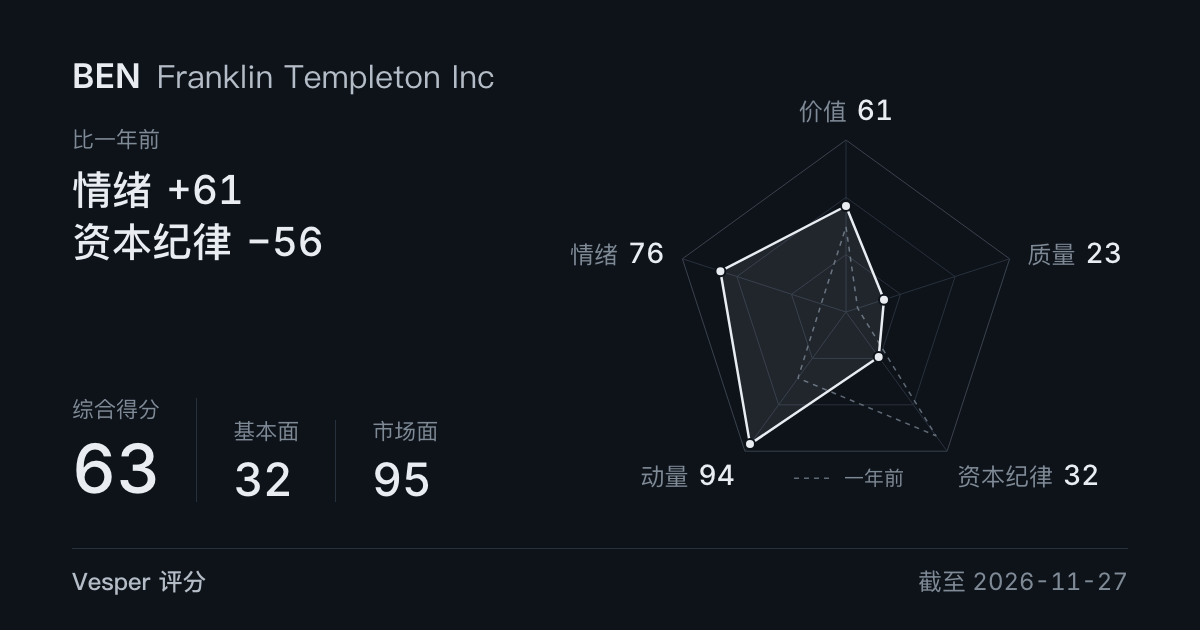 BEN Franklin Templeton Inc
比一年前
情绪 +61
资本纪律 −56
综合得分
63
基本面
32
市场面
95
价值 61
情绪 76
质量 23
动量 94
---- 一年前
资本纪律 32
Vesper 评分
截至 2026-11-27